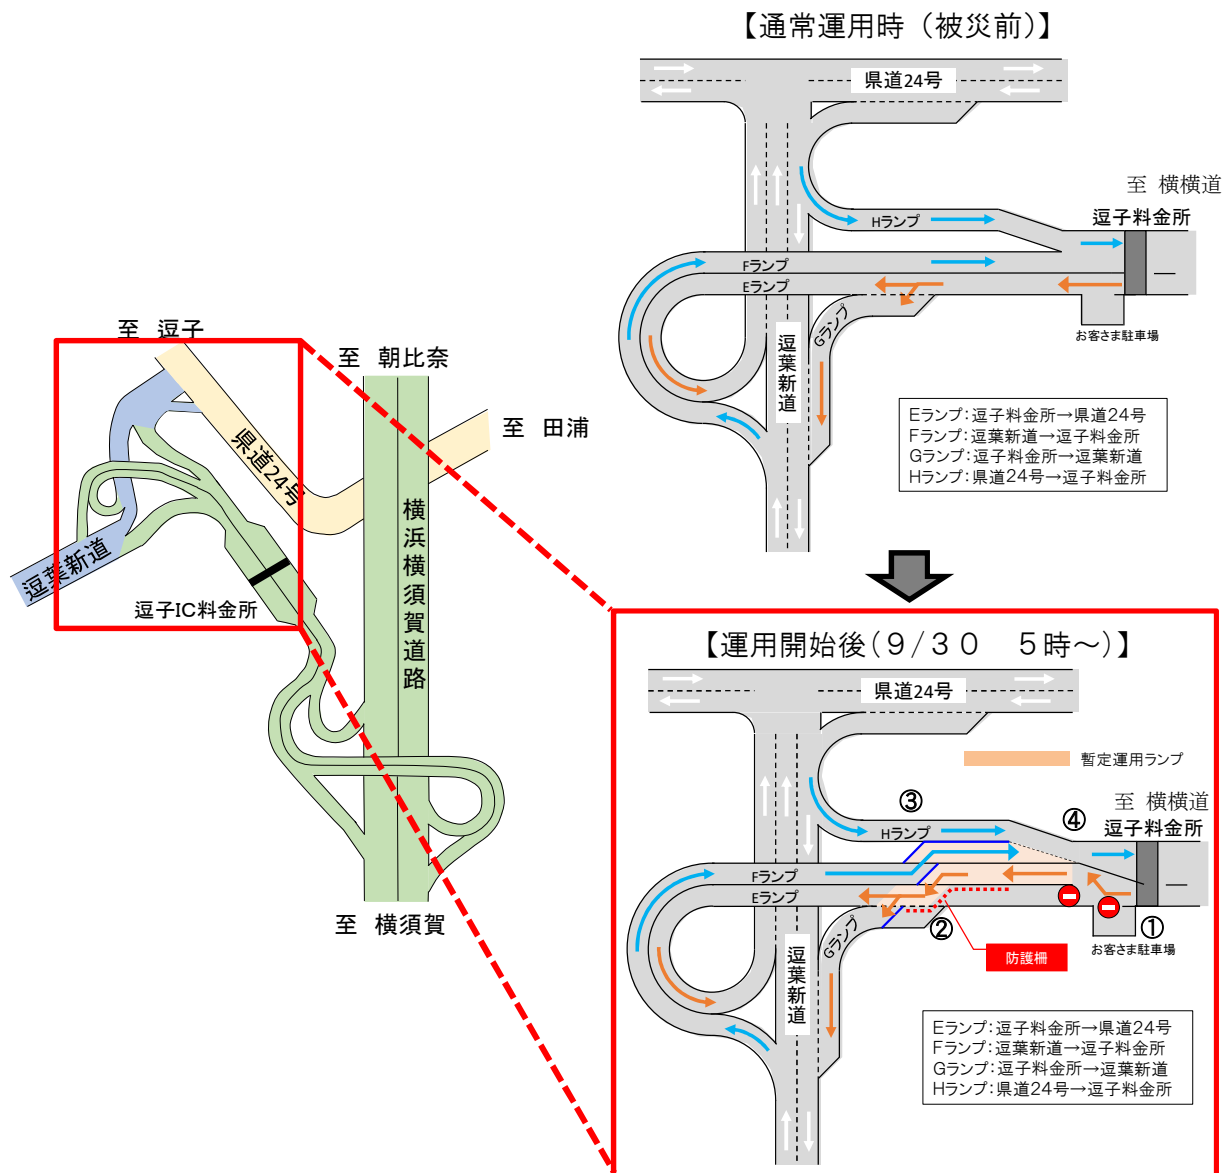 【通常運用時（被災前）】
県道24号
至 横横道
逗子料金所
Hランプ
Fランプ
Eランプ
Gランプ
逗葉新道
お客さま駐車場
Eランプ：逗子料金所→県道24号
Fランプ：逗葉新道→逗子料金所
Gランプ：逗子料金所→逗葉新道
Hランプ：県道24号→逗子料金所
至 逗子
至 朝比奈
至 田浦
県道24号
横浜横須賀道路
逗葉新道
逗子IC料金所
至 横須賀
【運用開始後（9/30 5時～）】
県道24号
暫定運用ランプ
至 横横道
③
④
逗子料金所
Hランプ
Fランプ
Eランプ
Gランプ
②
①
お客さま駐車場
防護柵
逗葉新道
Eランプ：逗子料金所→県道24号
Fランプ：逗葉新道→逗子料金所
Gランプ：逗子料金所→逗葉新道
Hランプ：県道24号→逗子料金所